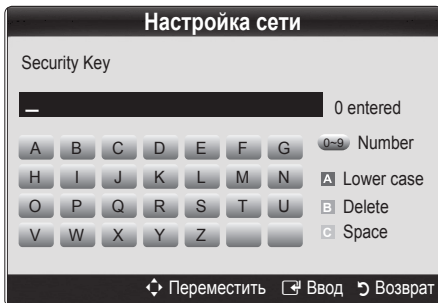 Настройка сети
Security Key
_
0 entered
A B C D E F G
0~9 Number
H I J K L M N
A Lower case
O P Q R S T U
B Delete
V W X Y Z
C Space
Переместить Ввод Возврат